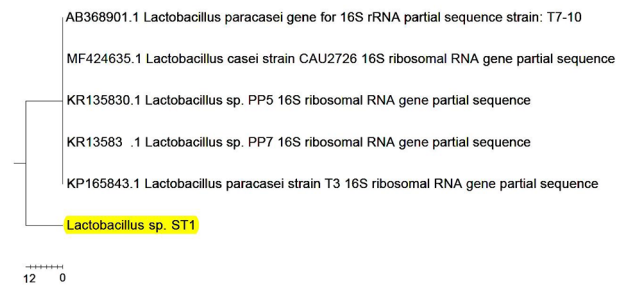 AB368901.1 Lactobacillus paracasei gene for 16S rRNA partial sequence strain: T7-10
MF424635.1 Lactobacillus casei strain CAU2726 16S ribosomal RNA gene partial sequence
KR135830.1 Lactobacillus sp. PP5 16S ribosomal RNA gene partial sequence
KR13583 .1 Lactobacillus sp. PP7 16S ribosomal RNA gene partial sequence
KP165843.1 Lactobacillus paracasei strain T3 16S ribosomal RNA gene partial sequence
Lactobacillus sp. ST1
12 0